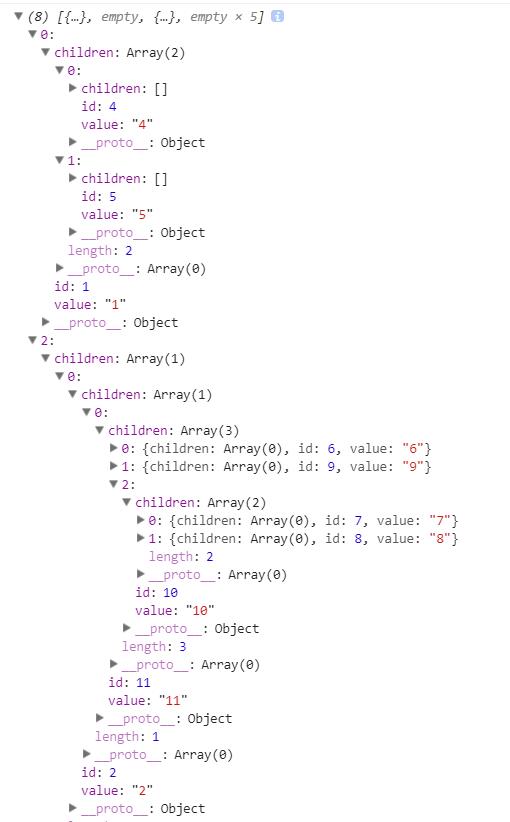 (8) [{…}, empty, {…}, empty × 5] i
0:
children: Array(2)
0:
children: []
id: 4
value: "4"
__proto__: Object
1:
children: []
id: 5
value: "5"
__proto__: Object
length: 2
__proto__: Array(0)
id: 1
value: "1"
__proto__: Object
2:
children: Array(1)
0:
children: Array(1)
0:
children: Array(3)
0: {children: Array(0), id: 6, value: "6"}
1: {children: Array(0), id: 9, value: "9"}
2:
children: Array(2)
0: {children: Array(0), id: 7, value: "7"}
1: {children: Array(0), id: 8, value: "8"}
length: 2
__proto__: Array(0)
id: 10
value: "10"
__proto__: Object
length: 3
__proto__: Array(0)
id: 11
value: "11"
__proto__: Object
length: 1
__proto__: Array(0)
id: 2
value: "2"
__proto__: Object